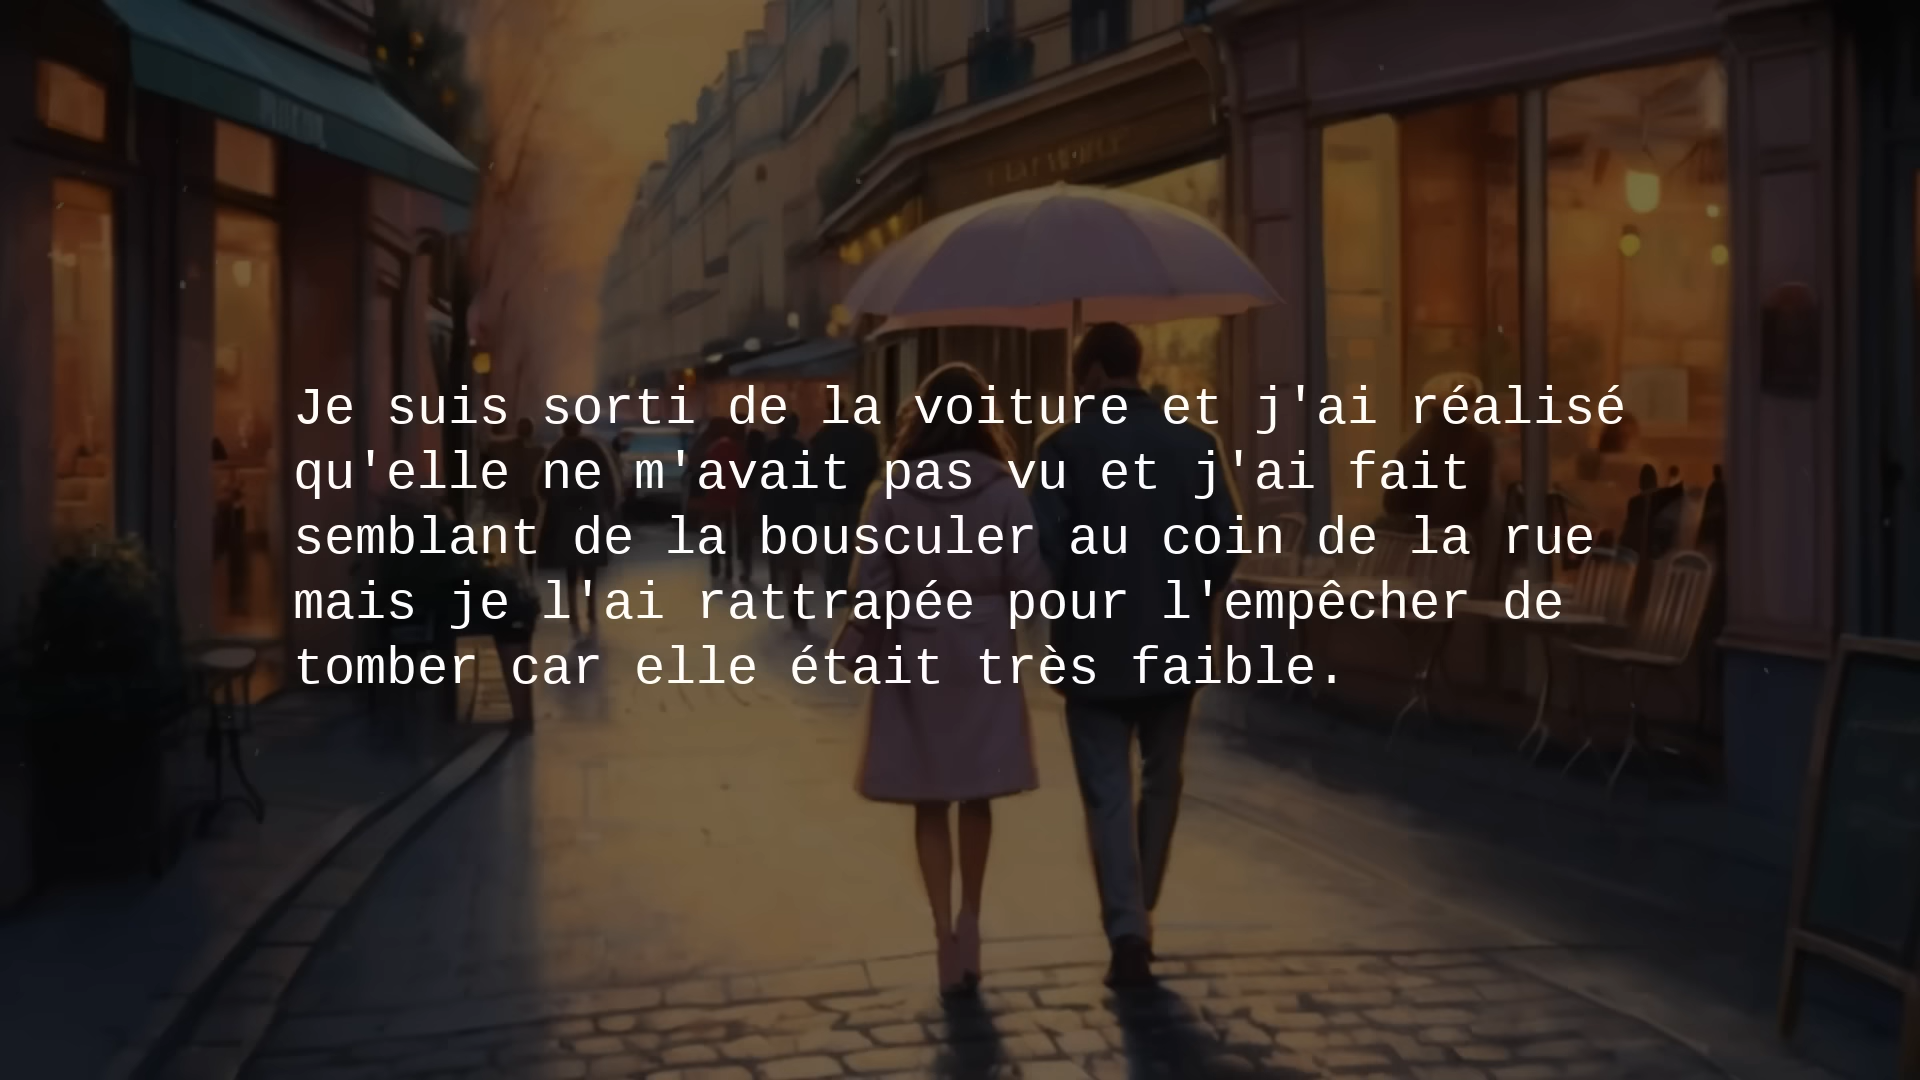 Je suis sorti de la voiture et j'ai réalisé
qu'elle ne m'avait pas vu et j'ai fait
semblant de la bousculer au coin de la rue
mais je l'ai rattrapée pour l'empêcher de
tomber car elle était très faible.